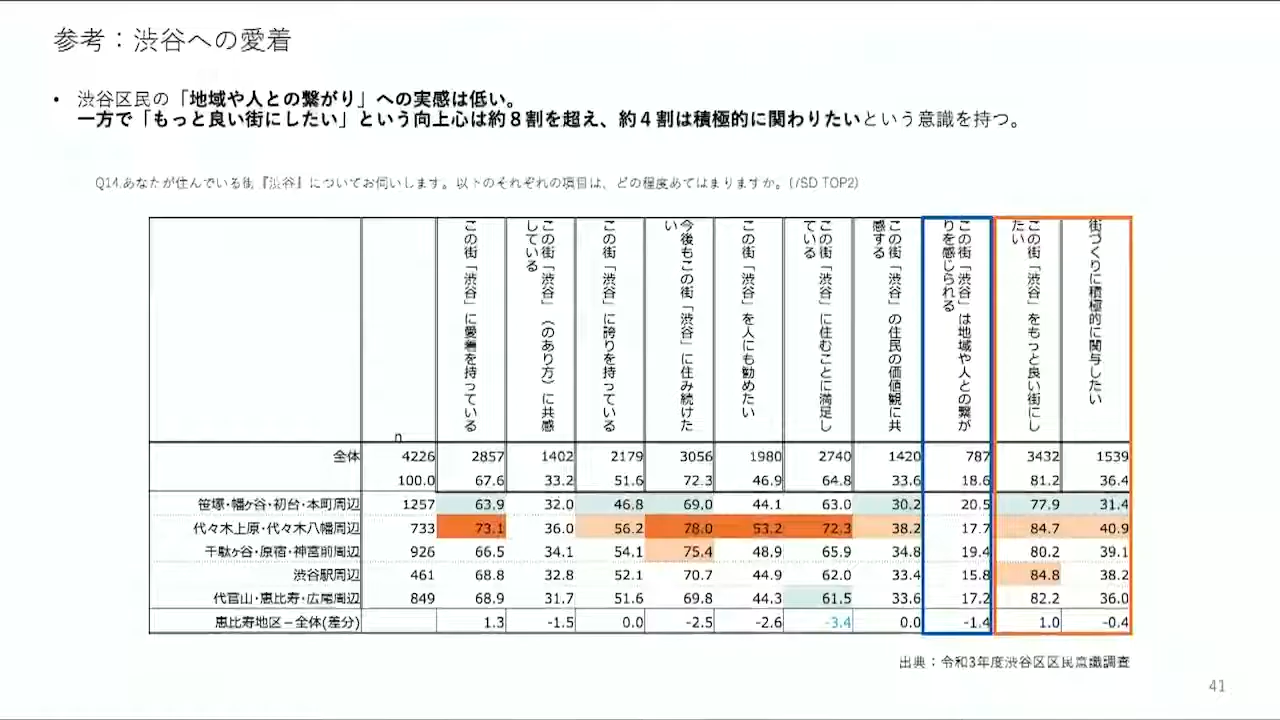 参考：渋谷への愛着
• 渋谷区民の「地域や人との繋がり」への実感は低い。
一方で「もっと良い街にしたい」という向上心は約８割を超え、約４割は積極的に関わりたいという意識を持つ。
Q14.あなたが住んでいる街『渋谷』についてお伺いします。以下のそれぞれの項目は、どの程度あてはまりますか。(/SD TOP2)
n
この街「渋谷」に愛着を持っている
この街「渋谷」（のあり方）に共感
している
この街「渋谷」に誇りを持っている
今後もこの街「渋谷」に住み続けた
い
この街「渋谷」を人にも勧めたい
この街「渋谷」に住むことに満足し
ている
この街「渋谷」の住民の価値観に共
感する
この街「渋谷」は地域や人との繋が
りを感じられる
この街「渋谷」をもっと良い街にし
たい
街づくりに積極的に関与したい
全体 4226 2857 1402 2179 3056 1980 2740 1420 787 3432 1539
100.0 67.6 33.2 51.6 72.3 46.9 64.8 33.6 18.6 81.2 36.4
笹塚・幡ヶ谷・初台・本町周辺 1257 63.9 32.0 46.8 69.0 44.1 63.0 30.2 20.5 77.9 31.4
代々木上原・代々木八幡周辺 733 73.1 36.0 56.2 78.0 53.2 72.3 38.2 17.7 84.7 40.9
千駄ヶ谷・原宿・神宮前周辺 926 66.5 34.1 54.1 75.4 48.9 65.9 34.8 19.4 80.2 39.1
渋谷駅周辺 461 68.8 32.8 52.1 70.7 44.9 62.0 33.4 15.8 84.8 38.2
代官山・恵比寿・広尾周辺 849 68.9 31.7 51.6 69.8 44.3 61.5 33.6 17.2 82.2 36.0
恵比寿地区－全体(差分) 1.3 -1.5 0.0 -2.5 -2.6 -3.4 0.0 -1.4 1.0 -0.4
出典：令和3年度渋谷区区民意識調査
41